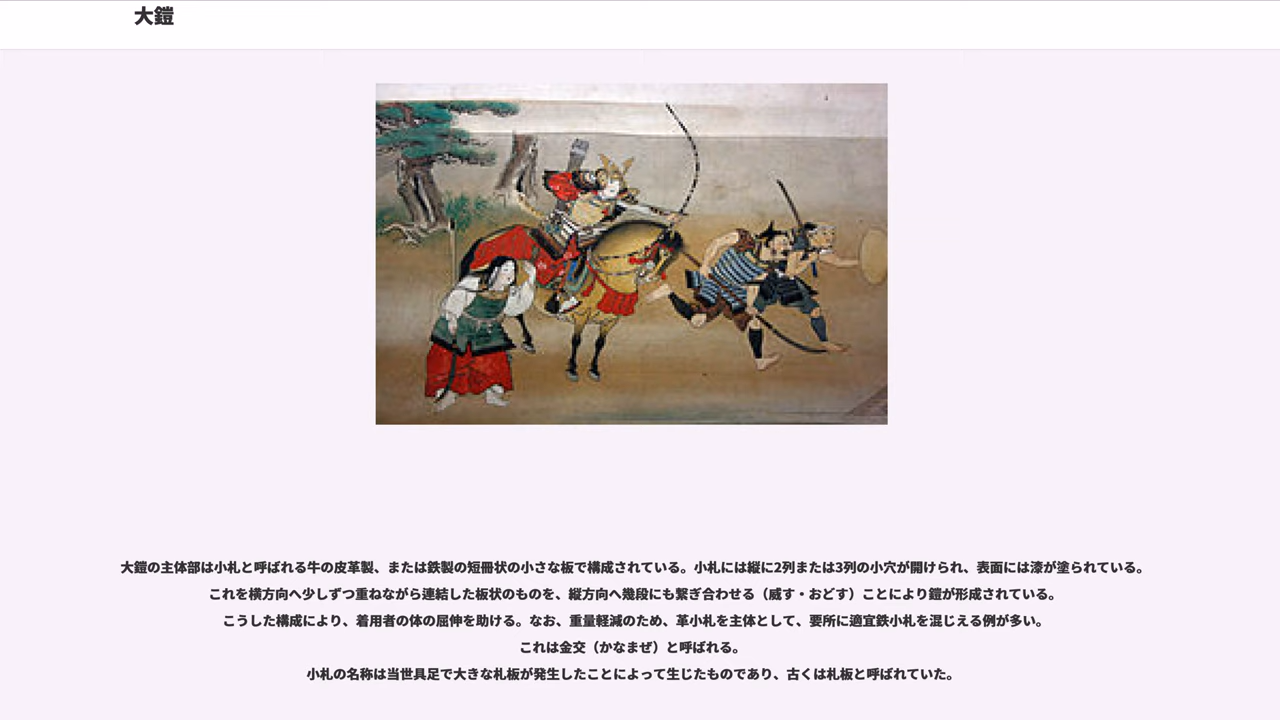 大鎧
大鎧の主体部は小札と呼ばれる牛の皮革製、または鉄製の短冊状の小さな板で構成されている。小札には縦に2列または3列の小穴が開けられ、表面には漆が塗られている。
これを横方向へ少しずつ重ねながら連結した板状のものを、縦方向へ幾段にも繋ぎ合わせる（威す・おどす）ことにより鎧が形成されている。
こうした構成により、着用者の体の屈伸を助ける。なお、重量軽減のため、革小札を主体として、要所に適宜鉄小札を混じえる例が多い。
これは金交（かなまぜ）と呼ばれる。
小札の名称は当世具足で大きな札板が発生したことによって生じたものであり、古くは札板と呼ばれていた。